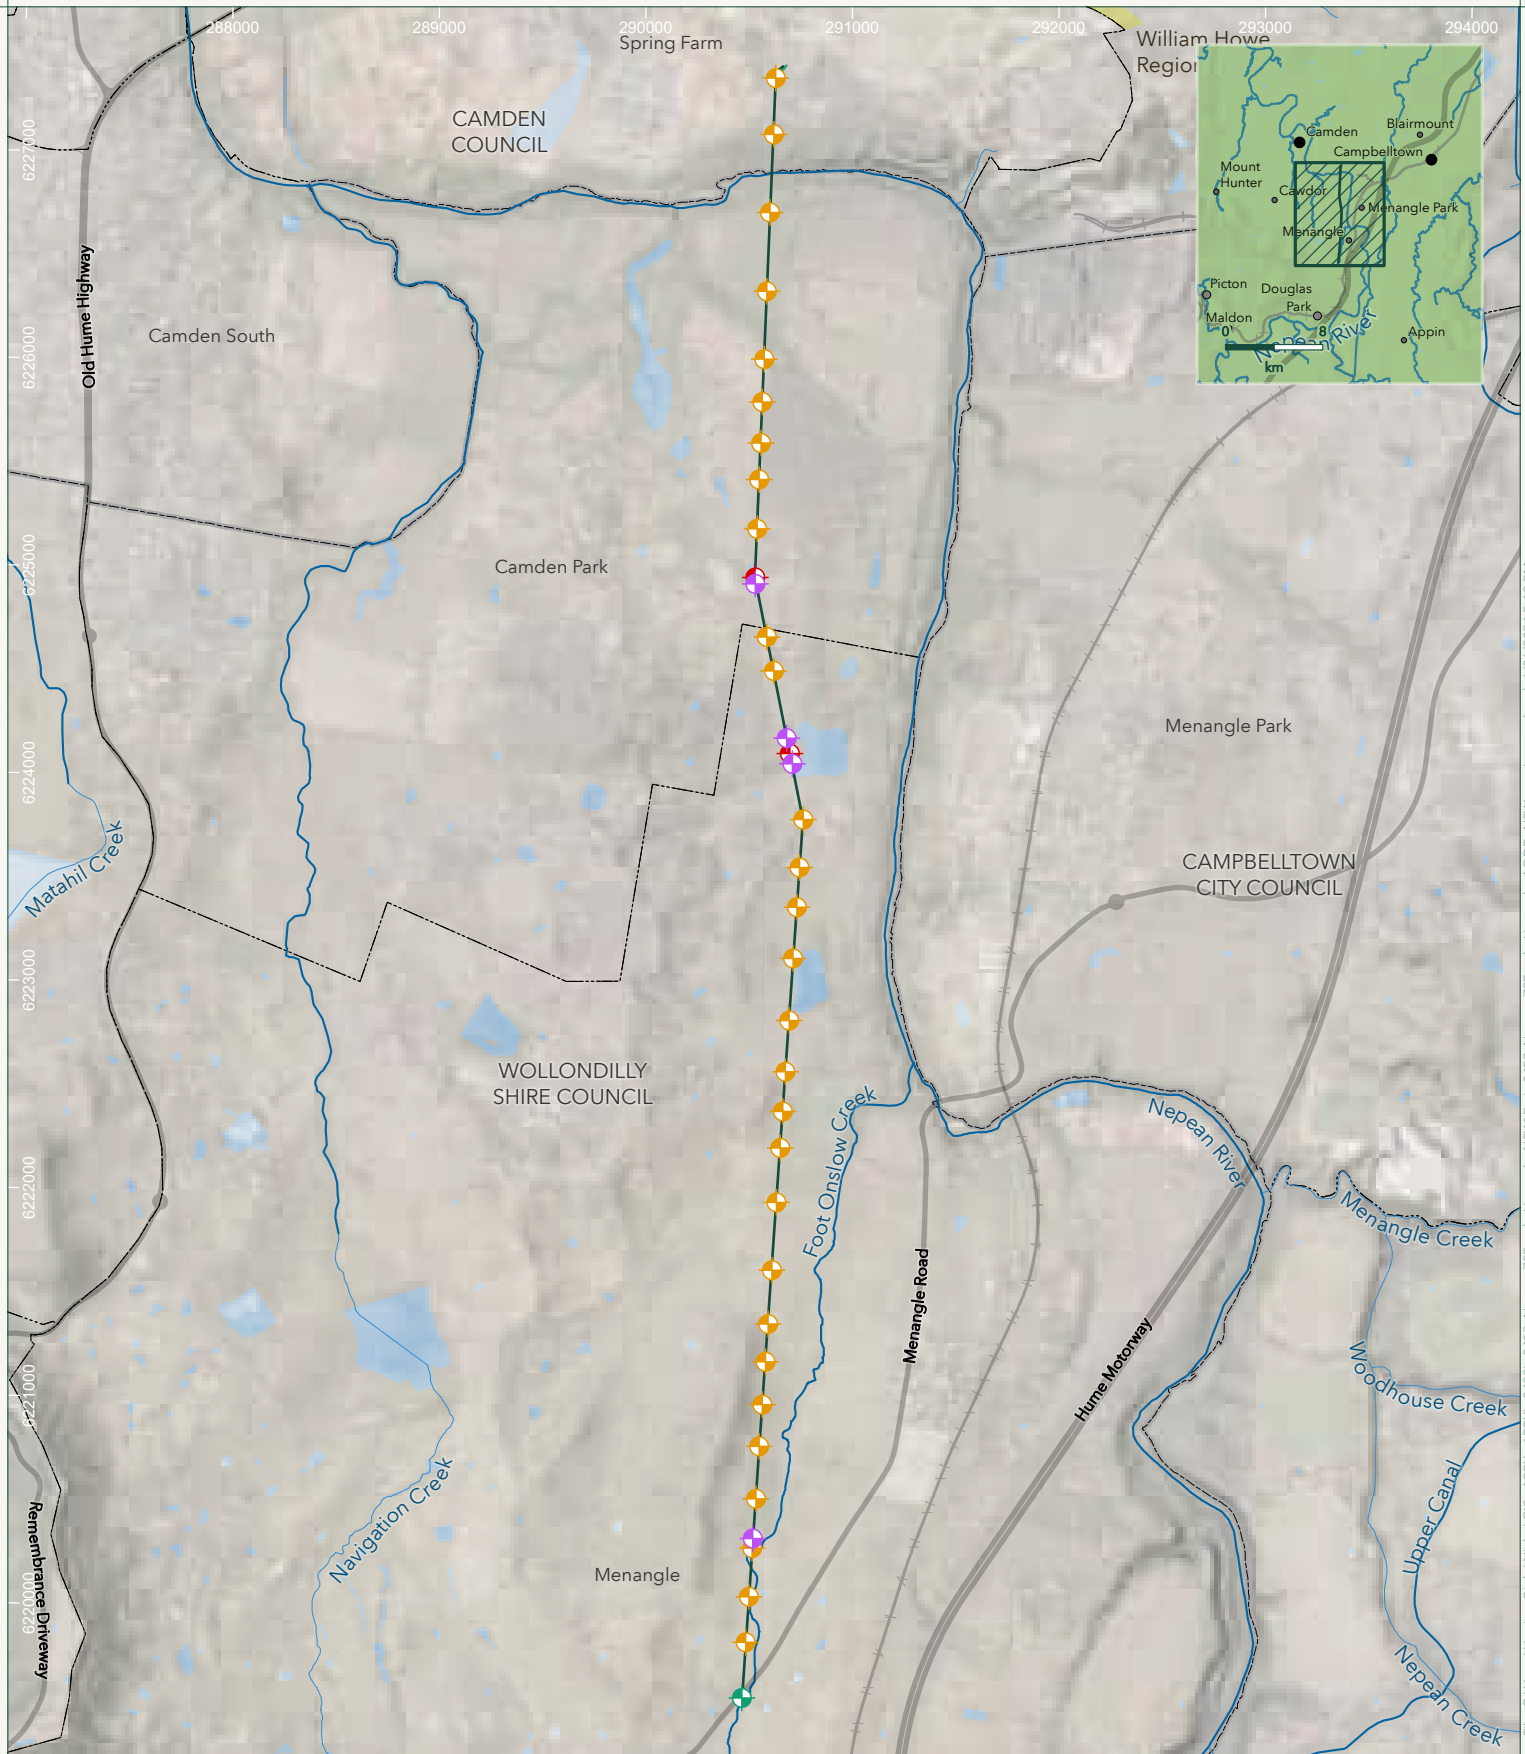 288000
289000
290000
291000
292000
293000
294000
Spring Farm
William Howe
Region
CAMDEN
COUNCIL
6227000
Camden
Blairmount
Campbelltown
Mount
Hunter
Cawdor
Menangle Park
Menangle
Picton
Douglas
Park
Maldon
Nepean River
Appin
0
8
km
Old Hume Highway
Camden South
6226000
6225000
Camden Park
Menangle Park
6224000
Matahil Creek
CAMPBELLTOWN
CITY COUNCIL
6223000
WOLLONDILLY
SHIRE COUNCIL
Foot Onslow Creek
Nepean River
6222000
Menangle Creek
Menangle Road
Hume Motorway
Woodhouse Creek
6221000
Navigation Creek
Upper Canal
Remembrance Driveway
Menangle
6220000
Nepean Creek